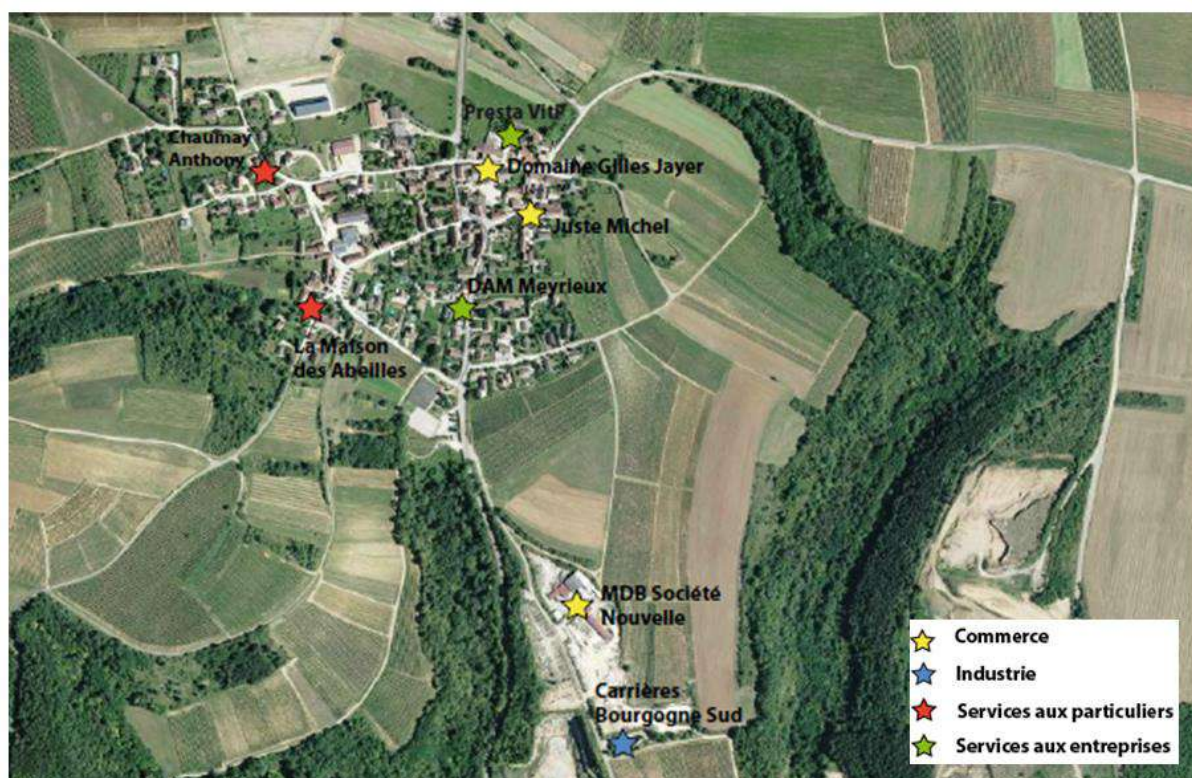 Presta Viti
Chaumay
Anthony
Domaine Gilles Jayer
Juste Michel
DAM Meyrieux
La Maison
des Abeilles
MDB Société
Nouvelle
Carrières
Bourgogne Sud
Commerce
Industrie
Services aux particuliers
Services aux entreprises